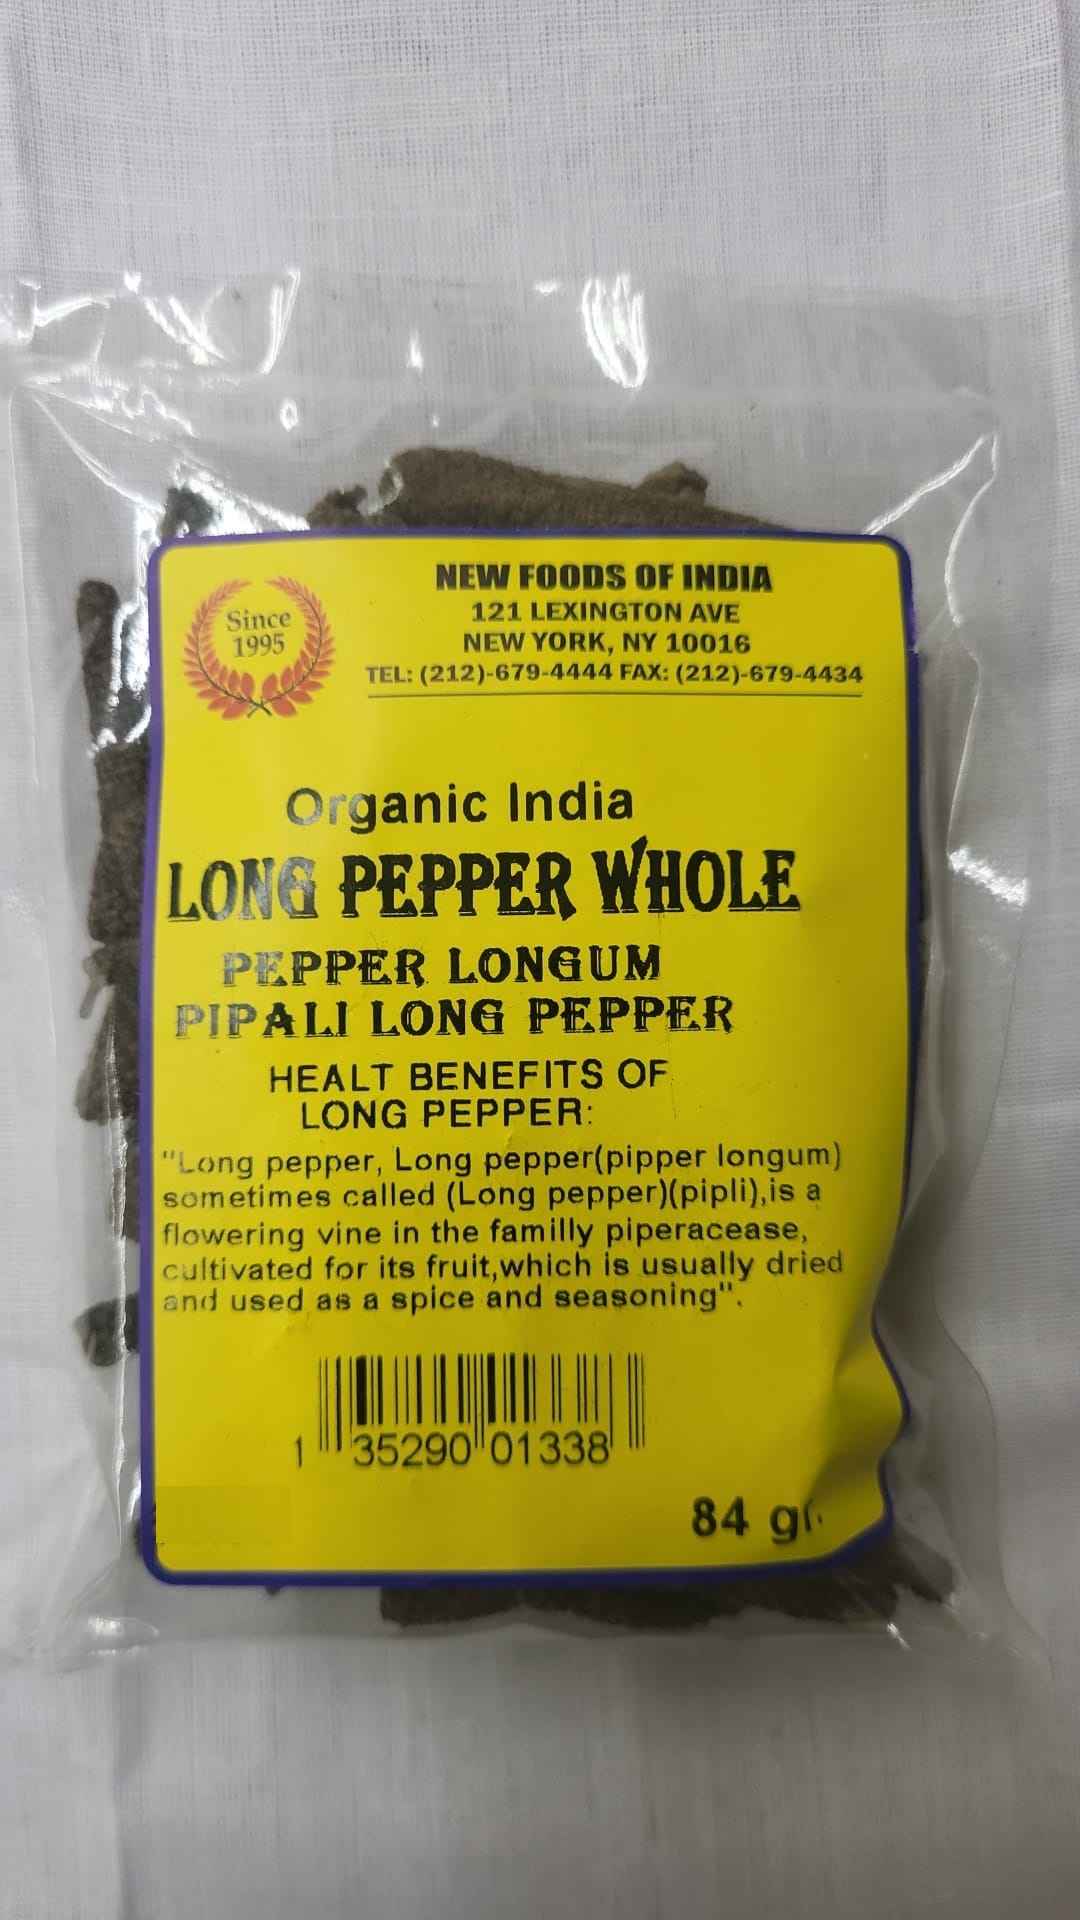 Since
1995
NEW FOODS OF INDIA
121 LEXINGTON AVE
NEW YORK, NY 10016
TEL: (212)-679-4444 FAX: (212)-679-4434
Organic India
LONG PEPPER WHOLE
PEPPER LONGUM
PIPALI LONG PEPPER
HEALT BENEFITS OF
LONG PEPPER:
"Long pepper, Long pepper(pipper longum)
sometimes called (Long pepper)(pipli),is a
flowering vine in the familly piperacease,
cultivated for its fruit,which is usually dried
and used as a spice and seasoning".
1 35290 01338
84 gr.